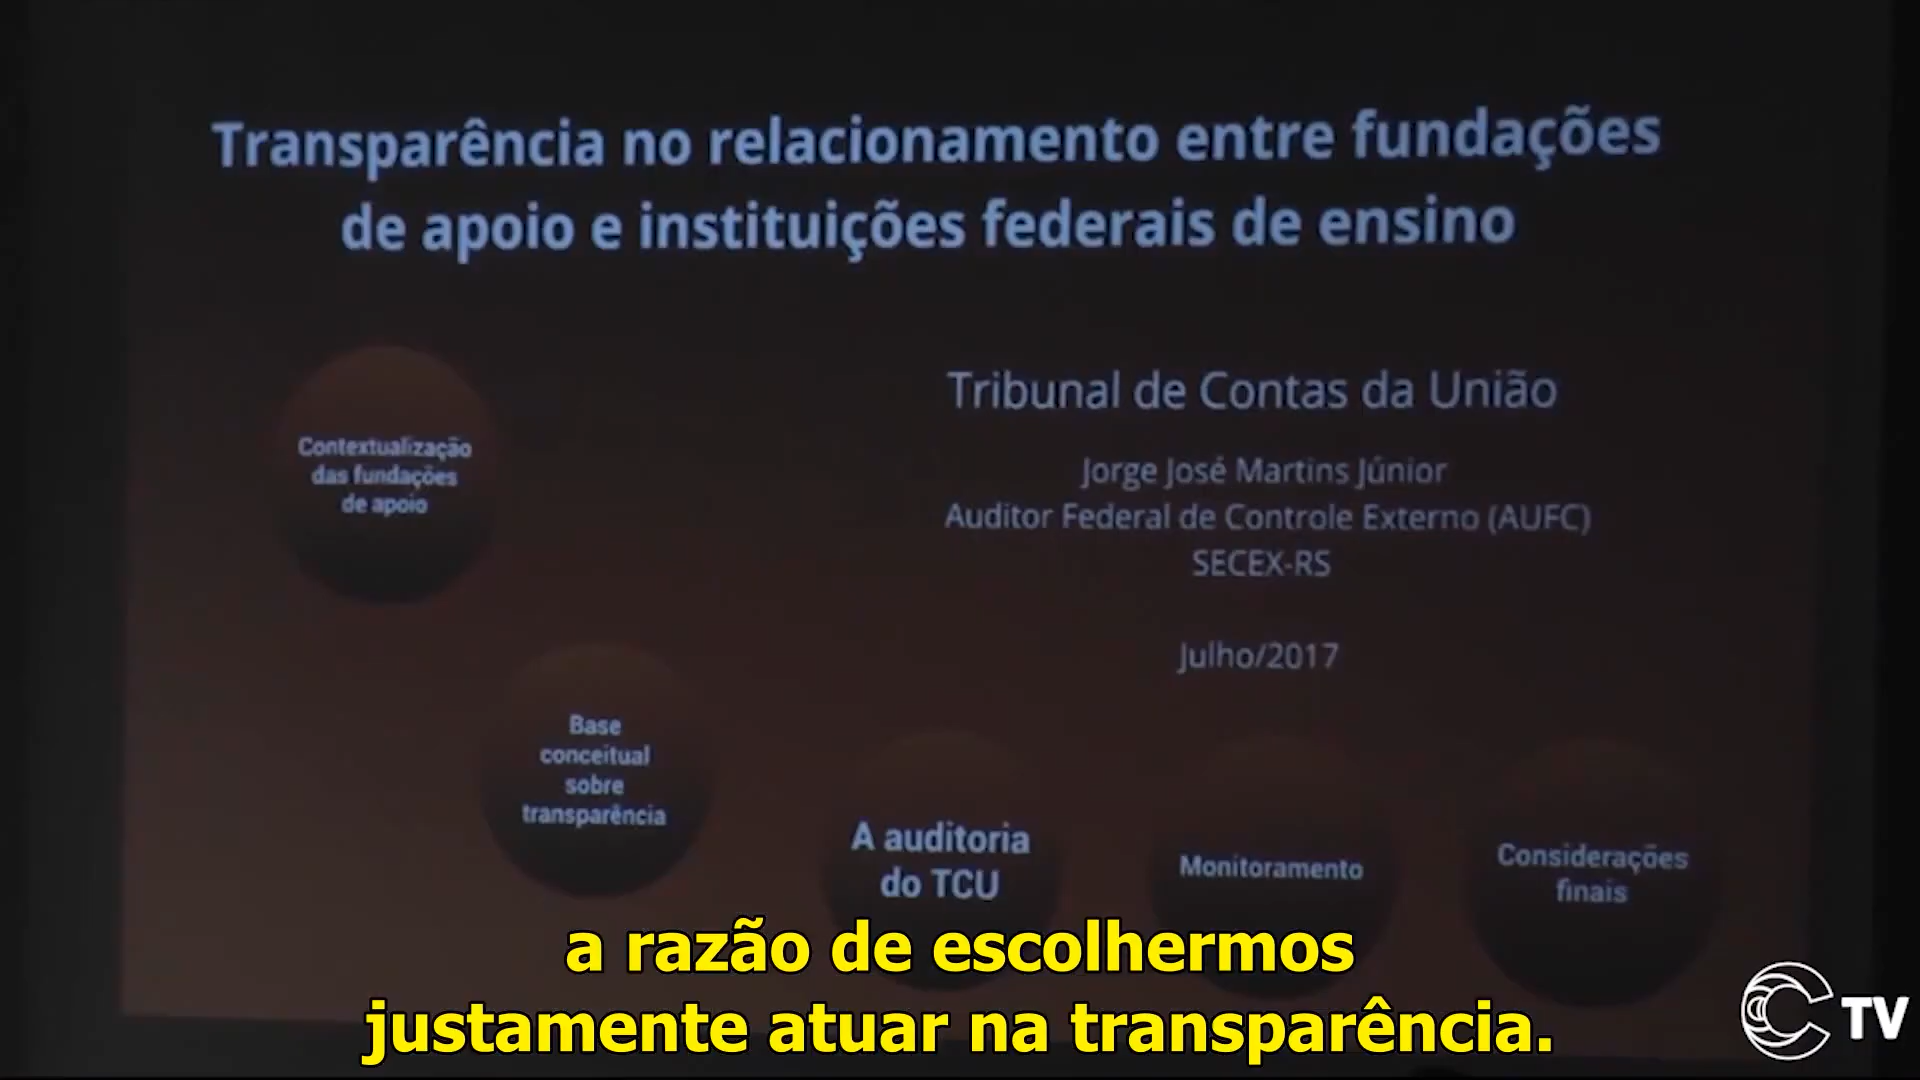 Transparência no relacionamento entre fundações
de apoio e instituições federais de ensino
Tribunal de Contas da União
Jorge José Martins Júnior
Auditor Federal de Controle Externo (AUFC)
SECEX-RS
Julho/2017
Contextualização
das fundações
de apoio
Base
conceitual
sobre
transparência
A auditoria
do TCU
Monitoramento
Considerações
finais
a razão de escolhermos
justamente atuar na transparência.
TV